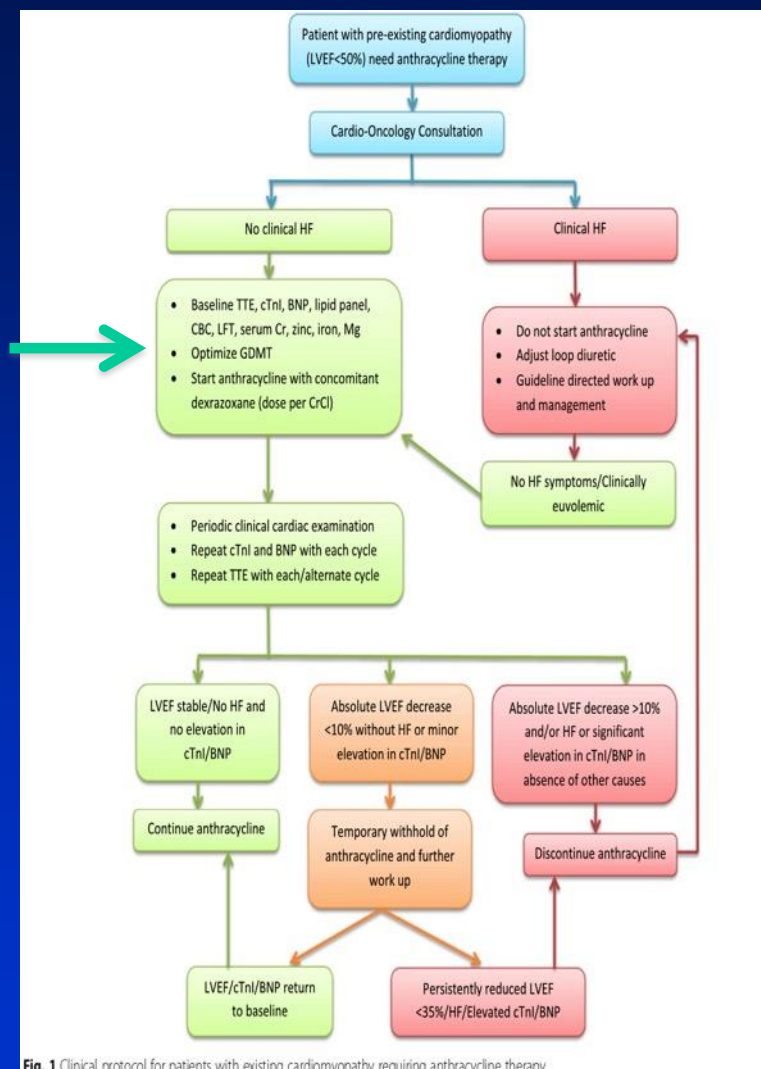 Patient with pre-existing cardiomyopathy
(LVEF<50%) need anthracycline therapy
Cardio-Oncology Consultation
No clinical HF
Clinical HF
• Baseline TTE, cTnI, BNP, lipid panel,
CBC, LFT, serum Cr, zinc, iron, Mg
• Optimize GDMT
• Start anthracycline with concomitant
dexrazoxane (dose per CrCl)
• Do not start anthracycline
• Adjust loop diuretic
• Guideline directed work up
and management
No HF symptoms/Clinically
euvolemic
• Periodic clinical cardiac examination
• Repeat cTnI and BNP with each cycle
• Repeat TTE with each/alternate cycle
LVEF stable/No HF and
no elevation in
cTnI/BNP
Absolute LVEF decrease
<10% without HF or minor
elevation in cTnI/BNP
Absolute LVEF decrease >10%
and/or HF or significant
elevation in cTnI/BNP in
absence of other causes
Continue anthracycline
Temporary withhold of
anthracycline and further
work up
Discontinue anthracycline
LVEF/cTnI/BNP return
to baseline
Persistently reduced LVEF
<35%/HF/Elevated cTnI/BNP
Fig. 1 Clinical protocol for patients with existing cardiomyopathy requiring anthracycline therapy